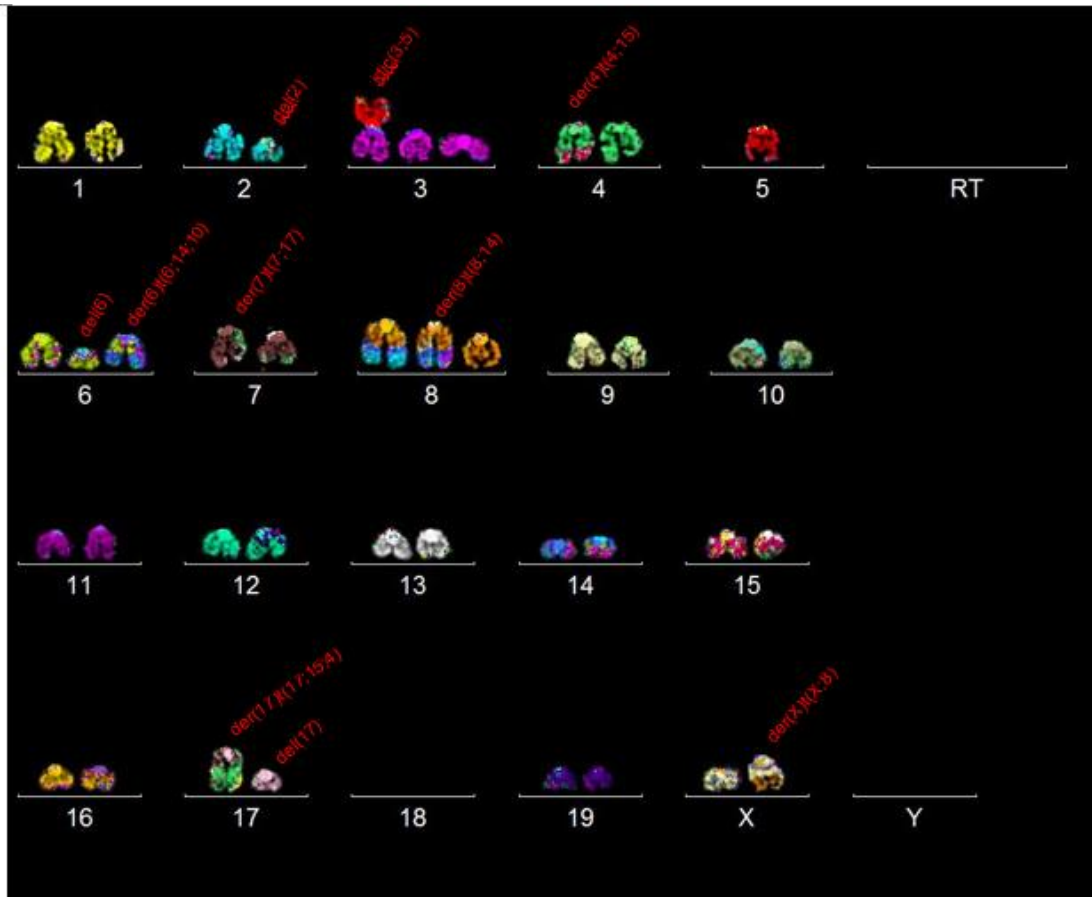 del(2)
dic(3;5)
der(4)t(4;15)
1 2 3 4 5 RT
del(6)
der(6)t(6;14;10)
der(7)t(7;17)
der(8)t(8;14)
6 7 8 9 10
11 12 13 14 15
der(17)t(17;15;4)
del(17)
der(X)t(X;8)
16 17 18 19 X Y